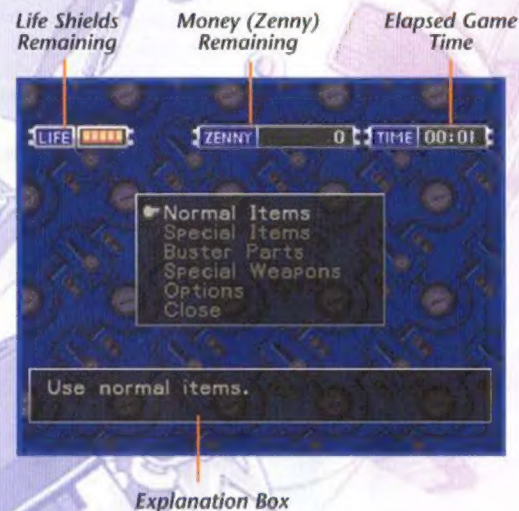 Life Shields
Remaining
Money (Zenny)
Remaining
Elapsed Game
Time
LIFE
ZENNY 0
TIME 00:01
Normal Items
Special Items
Buster Parts
Special Weapons
Options
Close
Use normal items.
Explanation Box